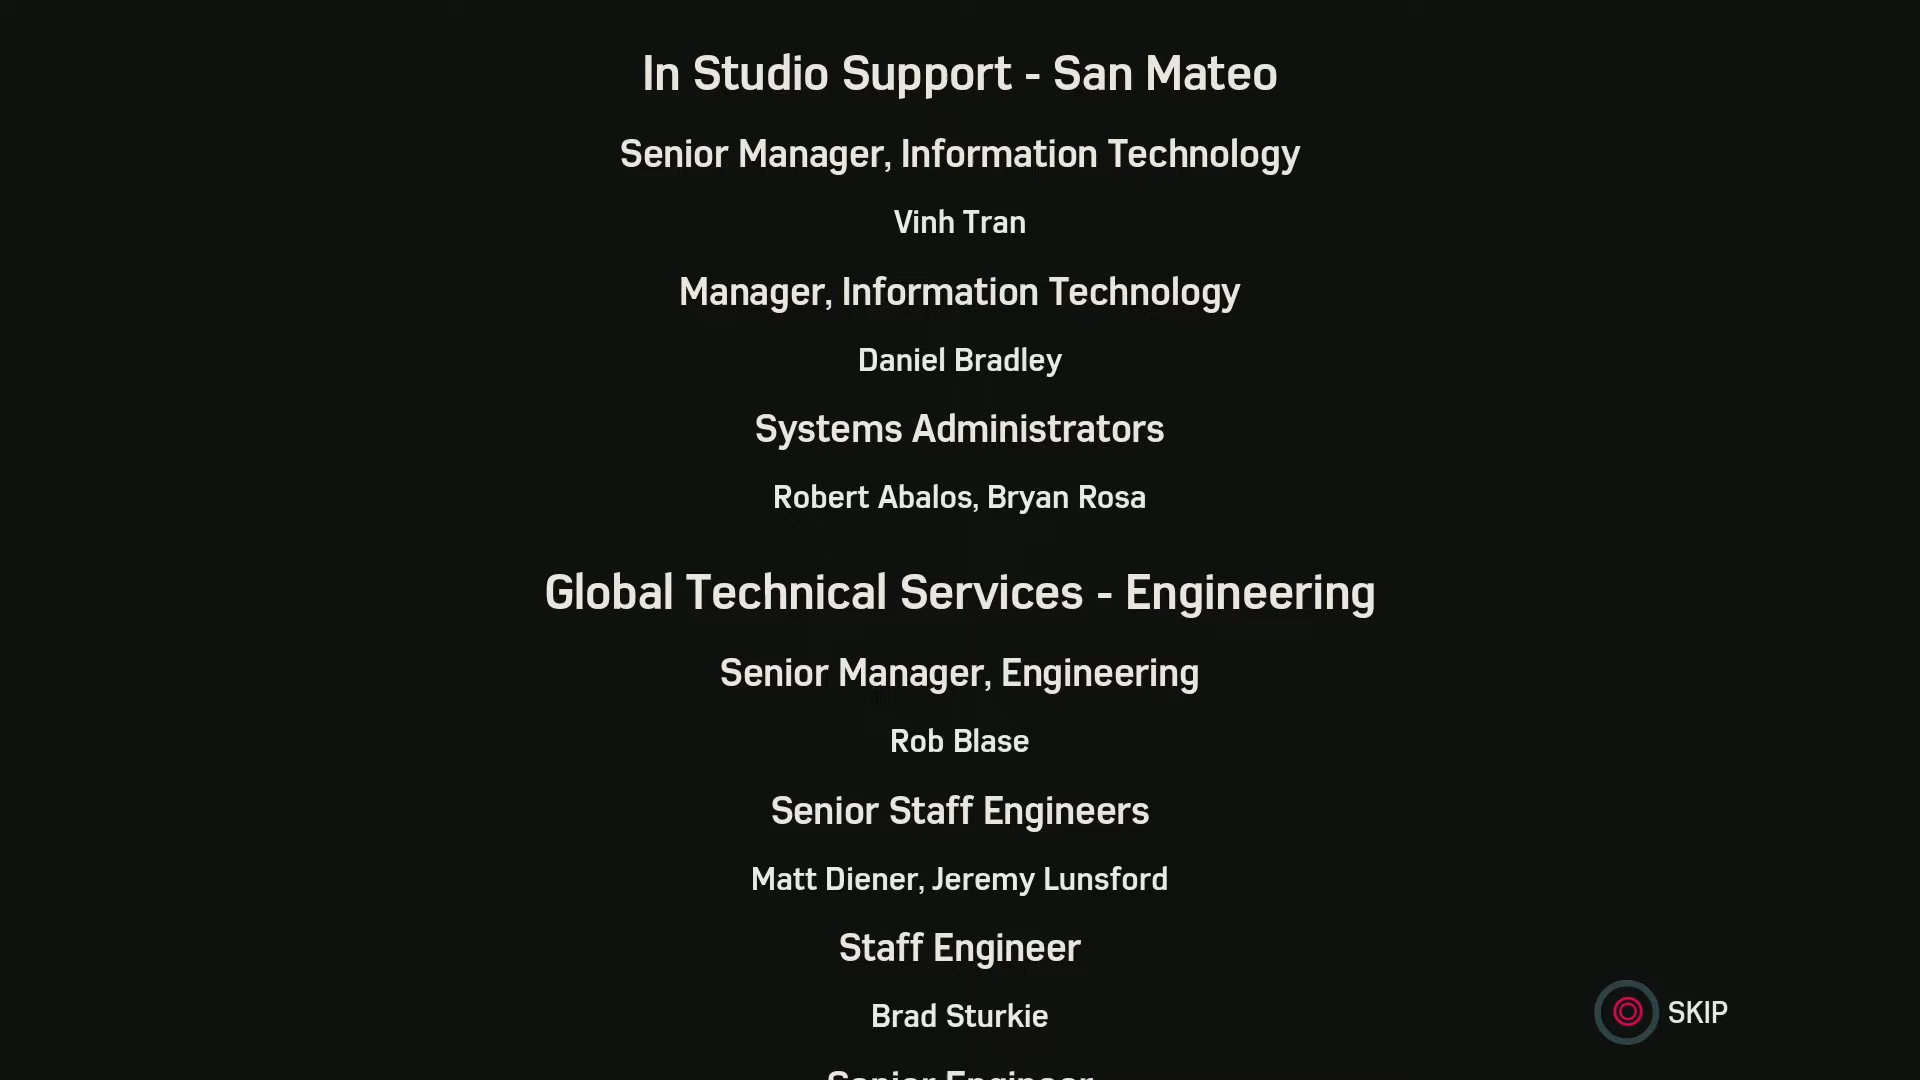 In Studio Support - San Mateo
Senior Manager, Information Technology
Vinh Tran
Manager, Information Technology
Daniel Bradley
Systems Administrators
Robert Abalos, Bryan Rosa
Global Technical Services - Engineering
Senior Manager, Engineering
Rob Blase
Senior Staff Engineers
Matt Diener, Jeremy Lunsford
Staff Engineer
Brad Sturkie
SKIP
Senior Engineer